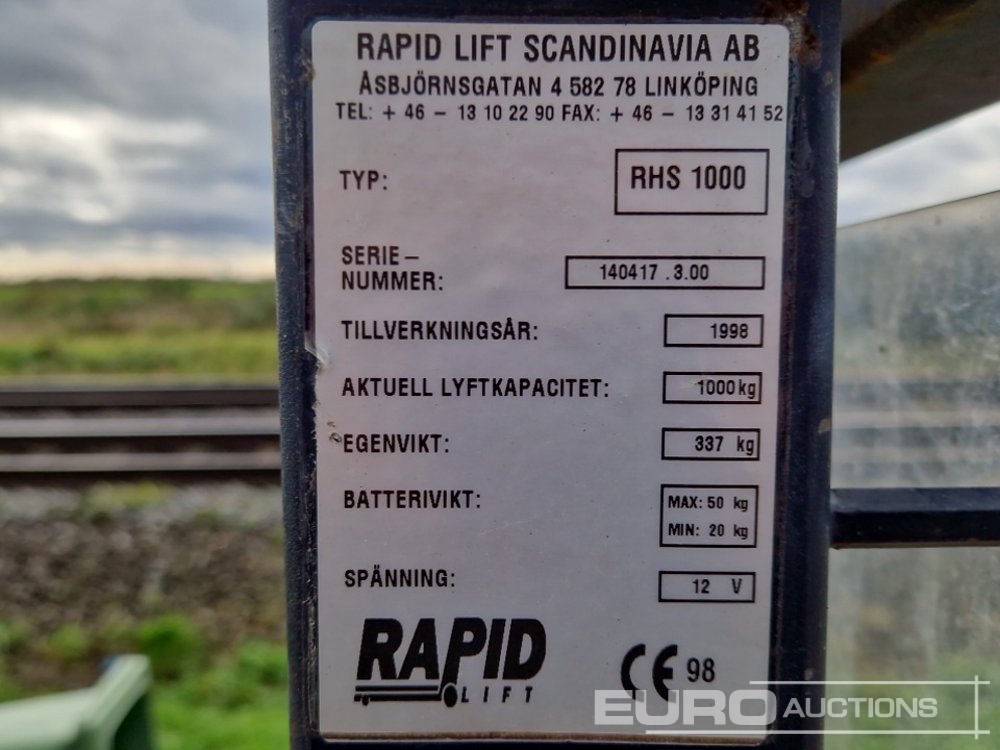 RAPID LIFT SCANDINAVIA AB
ASBJÖRNSGATAN 4 582 78 LINKÖPING
TEL: + 46 – 13 10 22 90 FAX: + 46 – 13 31 41 52
TYP: RHS 1000
SERIE–
NUMMER: 140417 .3.00
TILLVERKNINGSÅR: 1998
AKTUELL LYFTKAPACITET: 1000 kg
EGENVIKT: 337 kg
BATTERIVIKT: MAX: 50 kg
MIN: 20 kg
SPÄNNING: 12 V
RAPID
LIFT
CE 98
EURO AUCTIONS